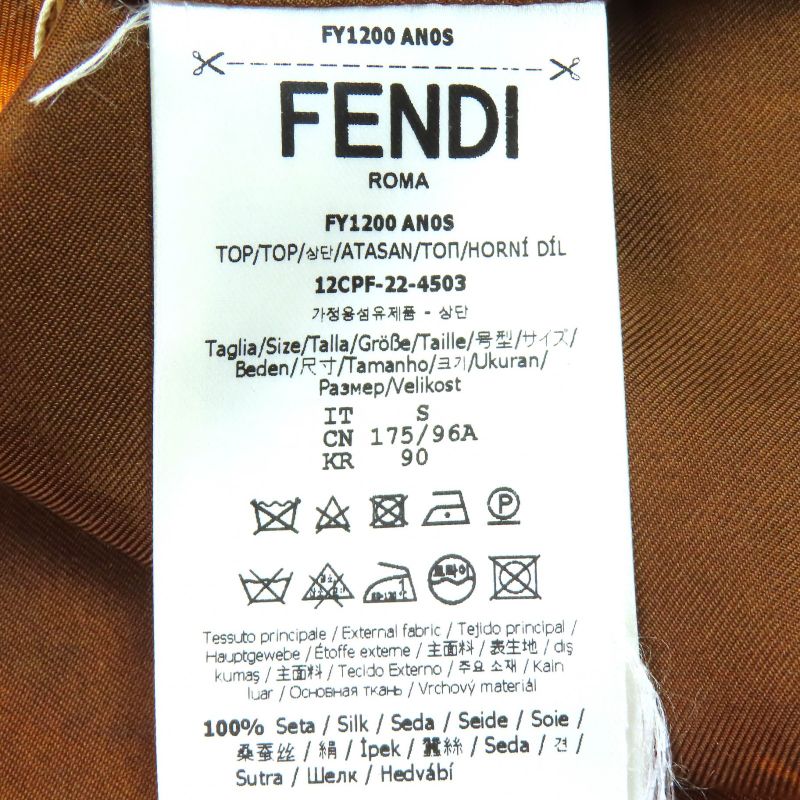 FY1200 AN0S
FENDI
ROMA
FY1200 AN0S
TOP/TOP/상단/ATASAN/ТОП/HORNÍ DÍL
12CPF-22-4503
가정용섬유제품 - 상단
Taglia/Size/Talla/Größe/Taille/号型/サイズ/
Beden/尺寸/Tamanho/크기/Ukuran/
Размер/Velikost
IT S
CN 175/96A
KR 90
P
드라이
Tessuto principale / External fabric / Tejido principal /
Hauptgewebe / Étoffe externe / 主面料 / 表生地 / dış
kumaş / 主面料 / Tecido Externo / 주요 소재 / Kain
luar / Основная ткань / Vrchový materiál
100% Seta / Silk / Seda / Seide / Soie /
桑蚕丝 / 絹 / İpek / 蠶絲 / Seda / 견 /
Sutra / Шелк / Hedvábí